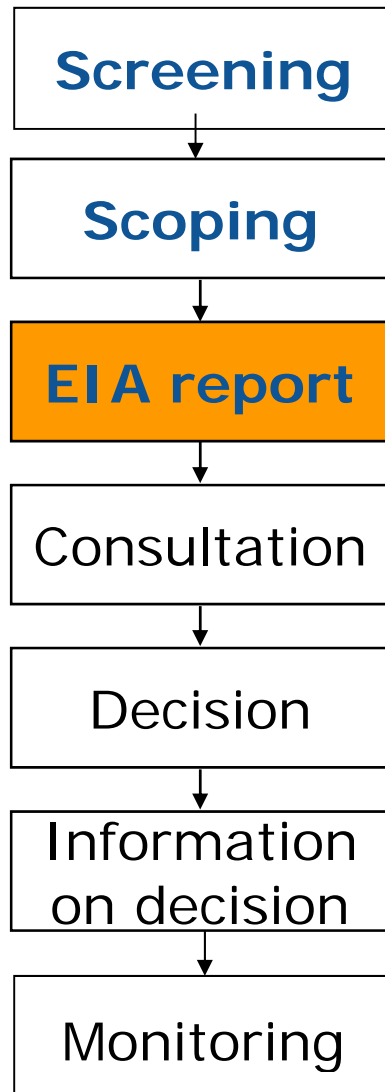 Screening
Scoping
EIA report
Consultation
Decision
Information
on decision
Monitoring